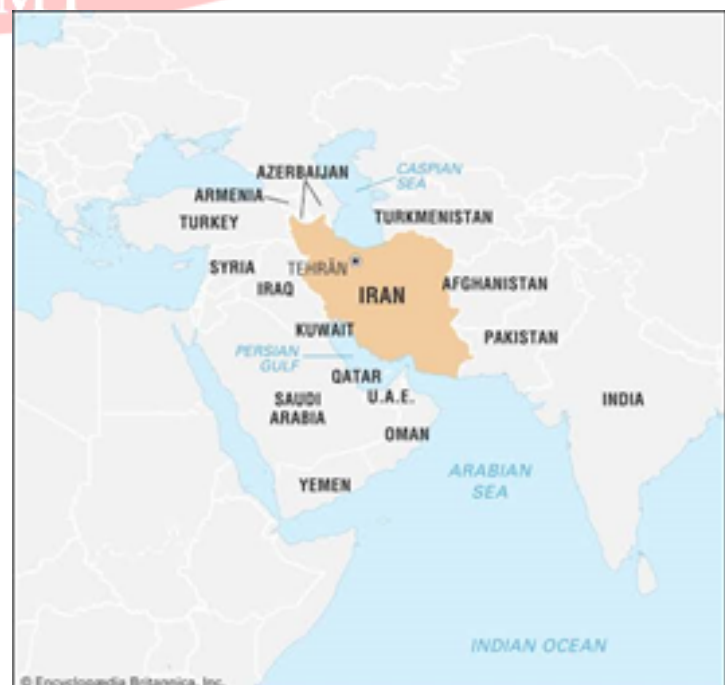 AZERBAIJAN
CASPIAN
SEA
ARMENIA
TURKEY
TURKMENISTAN
SYRIA
TEHRĀN
IRAQ
IRAN
AFGHANISTAN
KUWAIT
PAKISTAN
PERSIAN
GULF
QATAR
SAUDI
ARABIA
U.A.E.
INDIA
OMAN
ARABIAN
SEA
YEMEN
INDIAN OCEAN
© Encyclopædia Britannica, Inc.